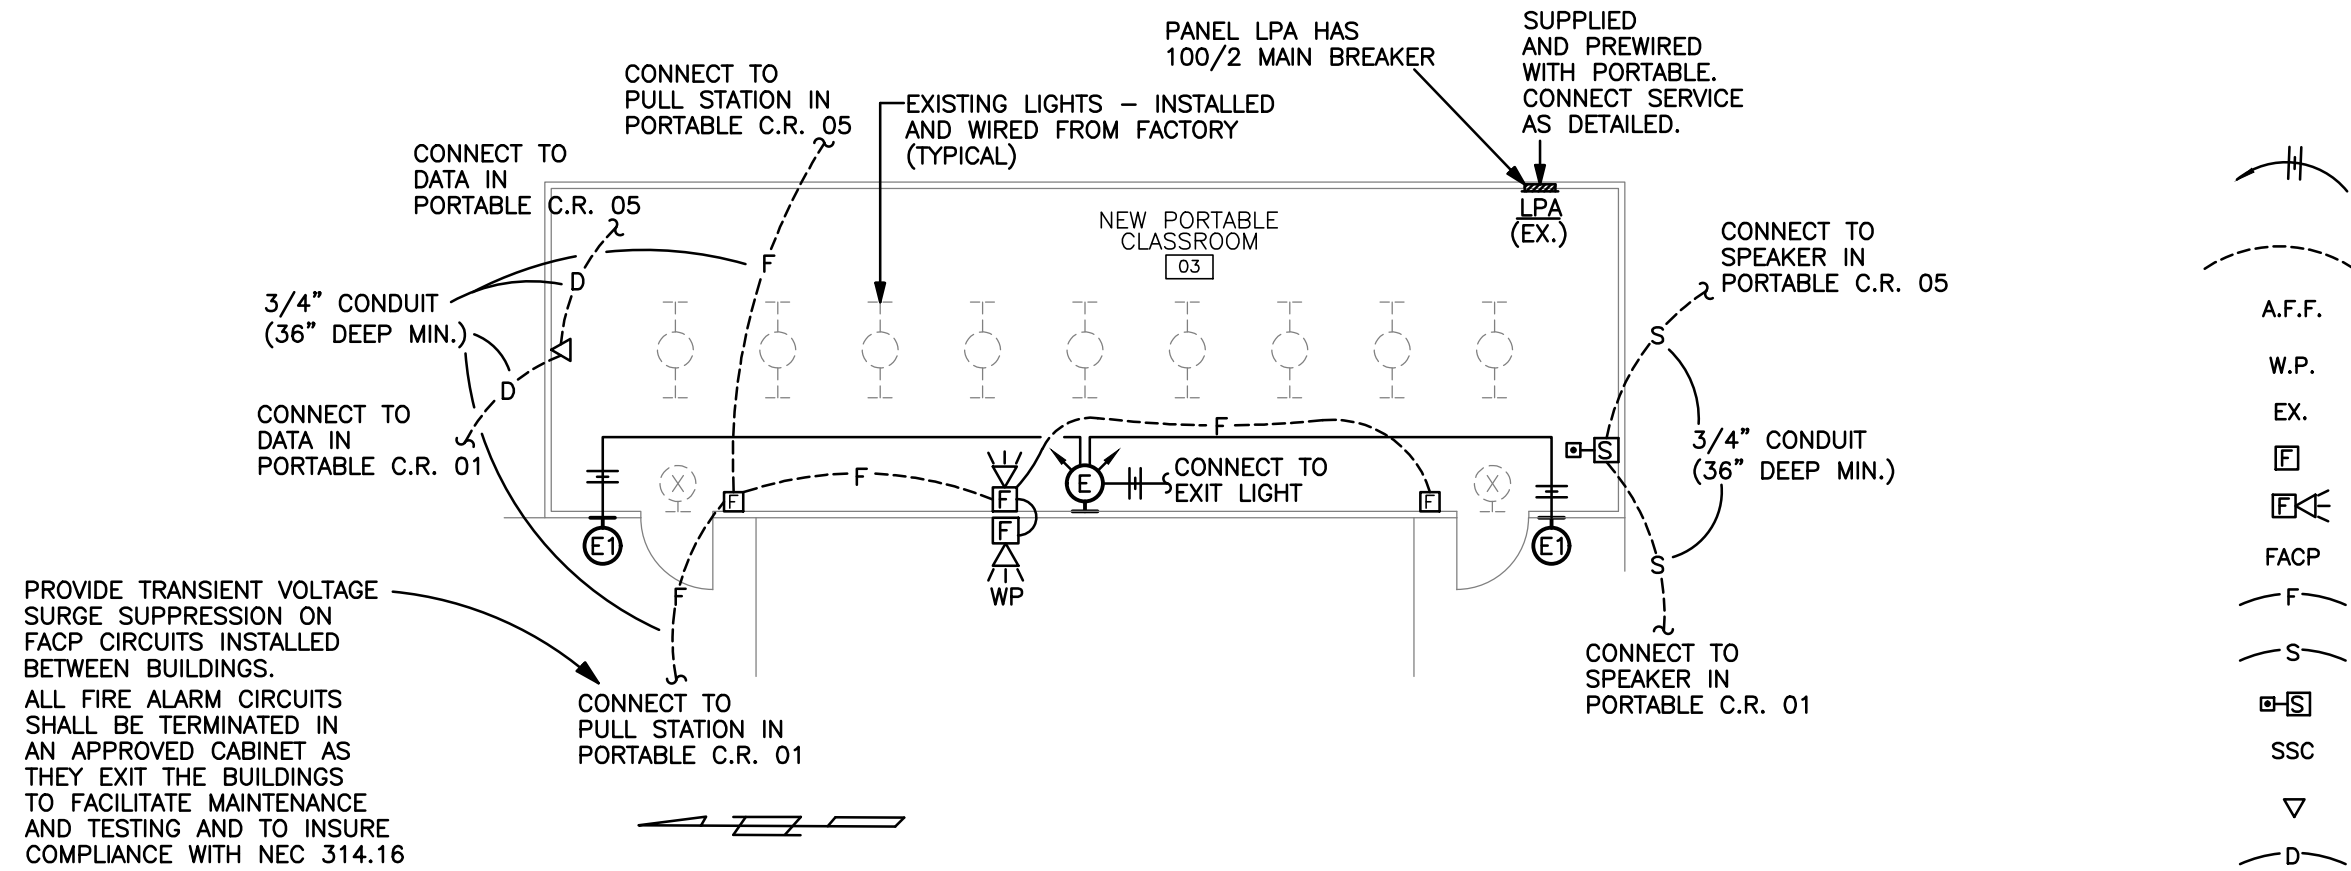 PANEL LPA HAS
100/2 MAIN BREAKER
SUPPLIED
AND PREWIRED
WITH PORTABLE.
CONNECT SERVICE
AS DETAILED.
CONNECT TO
PULL STATION IN
PORTABLE C.R. 05
EXISTING LIGHTS – INSTALLED
AND WIRED FROM FACTORY
(TYPICAL)
CONNECT TO
DATA IN
PORTABLE C.R. 05
LPA
(EX.)
NEW PORTABLE
CLASSROOM
03
CONNECT TO
SPEAKER IN
PORTABLE C.R. 05
F
D
3/4" CONDUIT
(36" DEEP MIN.)
S
D
CONNECT TO
DATA IN
PORTABLE C.R. 01
F
3/4" CONDUIT
(36" DEEP MIN.)
S
CONNECT TO
EXIT LIGHT
F
E
X
X
F
F
F
F
E1
E1
WP
F
S
PROVIDE TRANSIENT VOLTAGE
SURGE SUPPRESSION ON
FACP CIRCUITS INSTALLED
BETWEEN BUILDINGS.
ALL FIRE ALARM CIRCUITS
SHALL BE TERMINATED IN
AN APPROVED CABINET AS
THEY EXIT THE BUILDINGS
TO FACILITATE MAINTENANCE
AND TESTING AND TO INSURE
COMPLIANCE WITH NEC 314.16
CONNECT TO
PULL STATION IN
PORTABLE C.R. 01
CONNECT TO
SPEAKER IN
PORTABLE C.R. 01
A.F.F.
W.P.
EX.
F
F
FACP
F
S
S
SSC
D